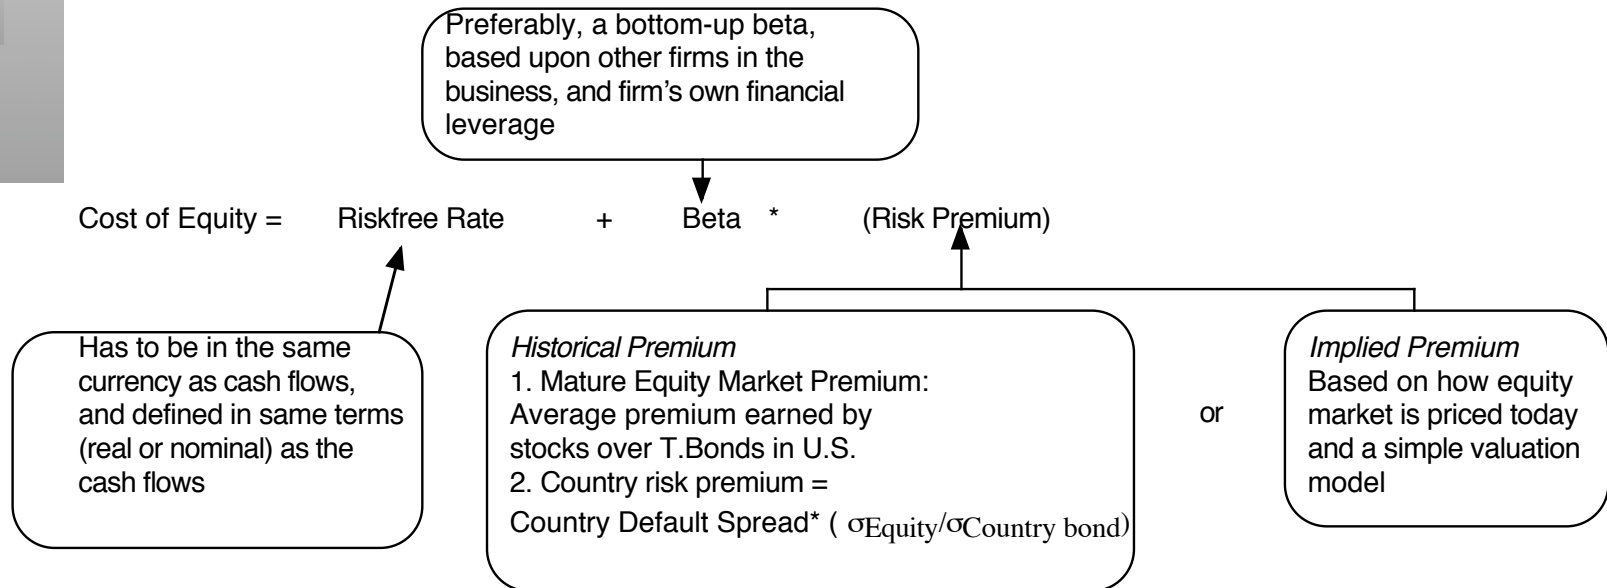 Preferably, a bottom-up beta,
based upon other firms in the
business, and firm's own financial
leverage
Cost of Equity = Riskfree Rate + Beta * (Risk Premium)
Has to be in the same
currency as cash flows,
and defined in same terms
(real or nominal) as the
cash flows
Historical Premium
1. Mature Equity Market Premium:
Average premium earned by
stocks over T.Bonds in U.S.
2. Country risk premium =
Country Default Spread* ( σEquity/σCountry bond)
or
Implied Premium
Based on how equity
market is priced today
and a simple valuation
model